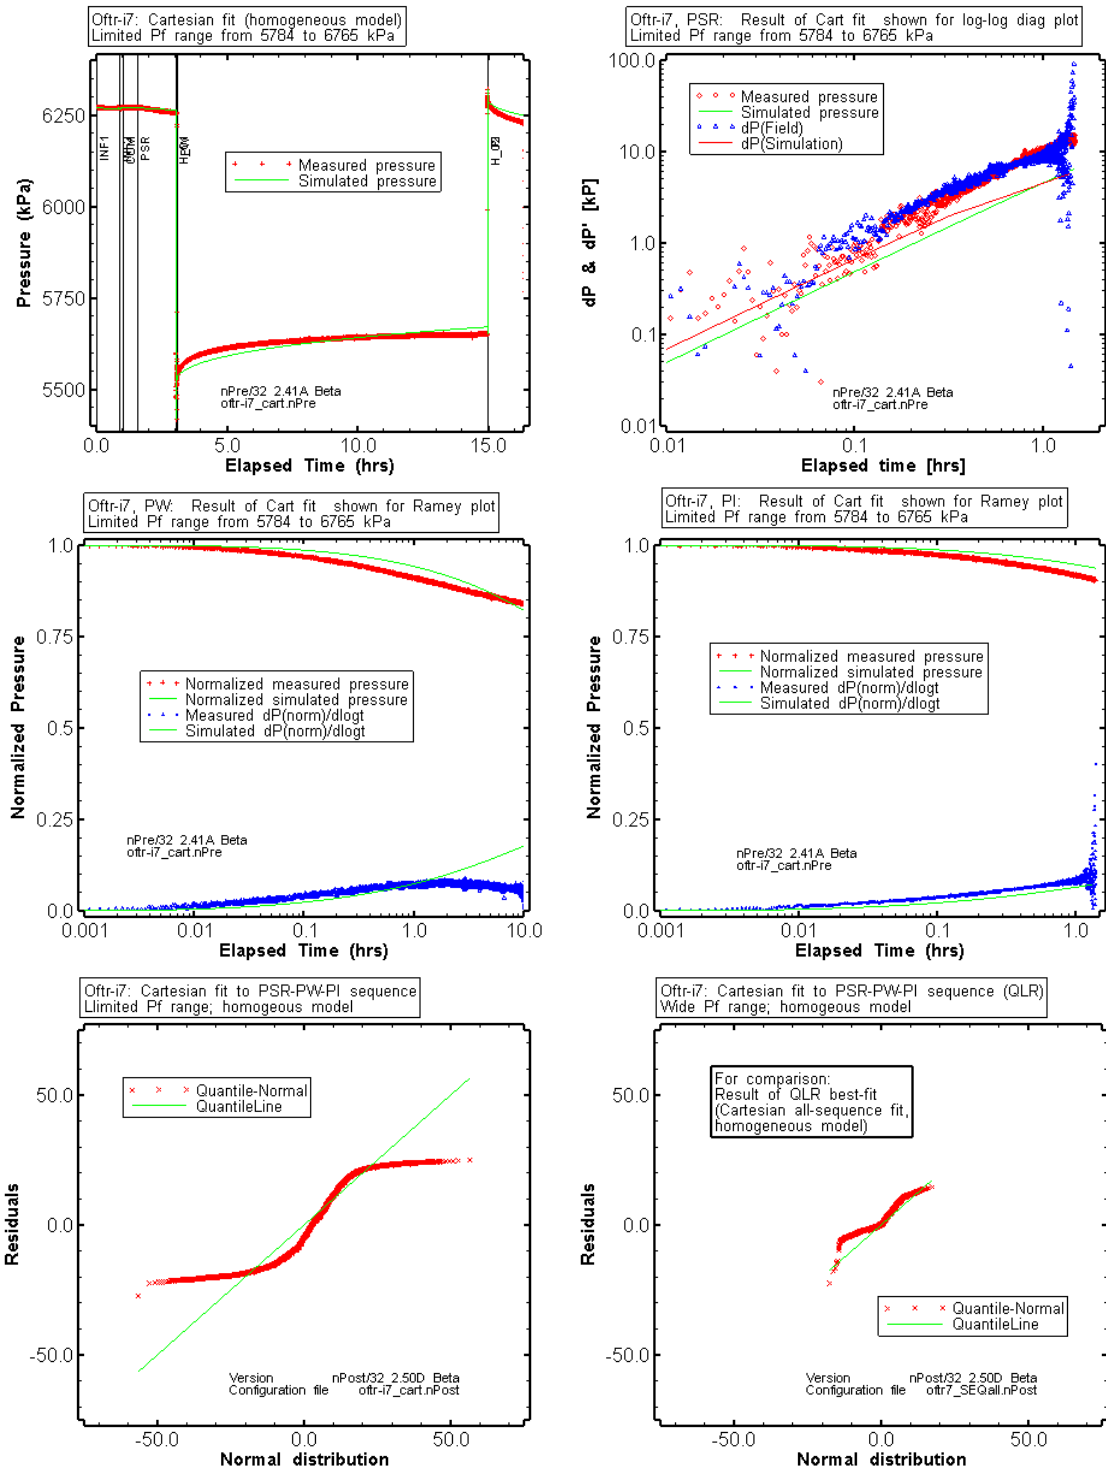 Oftr-i7: Cartesian fit (homogeneous model)
Limited Pf range from 5784 to 6765 kPa
6250
6000
5750
5500
Pressure (kPa)
INF1
COM
PSR
Measured pressure
Simulated pressure
nPre/32 2.41A Beta
oftr-i7_cart.nPre
0.0
5.0
10.0
15.0
Elapsed Time (hrs)
Oftr-i7, PSR: Result of Cart fit shown for log-log diag plot
Limited Pf range from 5784 to 6765 kPa
100.0
10.0
1.0
0.1
0.01
dP & dP' [kP]
Measured pressure
Simulated pressure
dP(Field)
dP(Simulation)
nPre/32 2.41A Beta
oftr-i7_cart.nPre
0.01
0.1
1.0
Elapsed time [hrs]
Oftr-i7, PW: Result of Cart fit shown for Ramey plot
Limited Pf range from 5784 to 6765 kPa
1.0
0.75
0.5
0.25
0.0
Normalized Pressure
Normalized measured pressure
Normalized simulated pressure
Measured dP(norm)/dlogt
Simulated dP(norm)/dlogt
nPre/32 2.41A Beta
oftr-i7_cart.nPre
0.001
0.01
0.1
1.0
10.0
Elapsed Time (hrs)
Oftr-i7, PI: Result of Cart fit shown for Ramey plot
Limited Pf range from 5784 to 6765 kPa
1.0
0.75
0.5
0.25
0.0
Normalized Pressure
Normalized measured pressure
Normalized simulated pressure
Measured dP(norm)/dlogt
Simulated dP(norm)/dlogt
nPre/32 2.41A Beta
oftr-i7_cart.nPre
0.001
0.01
0.1
1.0
Elapsed Time (hrs)
Oftr-i7: Cartesian fit to PSR-PW-PI sequence
Llimited Pf range; homogeous model
50.0
0.0
-50.0
Residuals
Quantile-Normal
QuantileLine
Version nPost/32 2.50D Beta
Configuration file oftr-i7_cart.nPost
-50.0
0.0
50.0
Normal distribution
Oftr-i7: Cartesian fit to PSR-PW-PI sequence (QLR)
Wide Pf range; homogeous model
50.0
0.0
-50.0
Residuals
For comparison:
Result of QLR best-fit
(Cartesian all-sequence fit,
homogeneous model)
Quantile-Normal
QuantileLine
Version nPost/32 2.50D Beta
Configuration file oftr7_SEQall.nPost
-50.0
0.0
50.0
Normal distribution